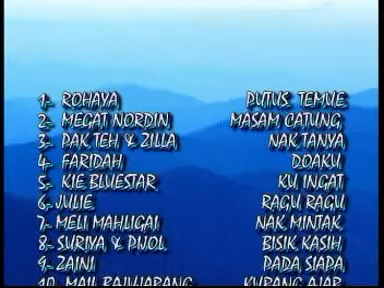 1-. ROHAYA PUTUS. TEMUE
2-. MEGAT NORDIN MASAM CATUNG,
3-. PAK TEH & ZILLA NAK TANYA,
4- FARIDAH, DOAKU,
5-. KIE BLUESTAR, KU INGAT
6-. JULIE RAGU RAGU,
7-. MELI MAHLIGAI NAK MINTAK,
8-. SURIYA & PIJOL BISIK KASIH,
9-. ZAINI PADA SIAPA
10- MAIL KURANG AJAR